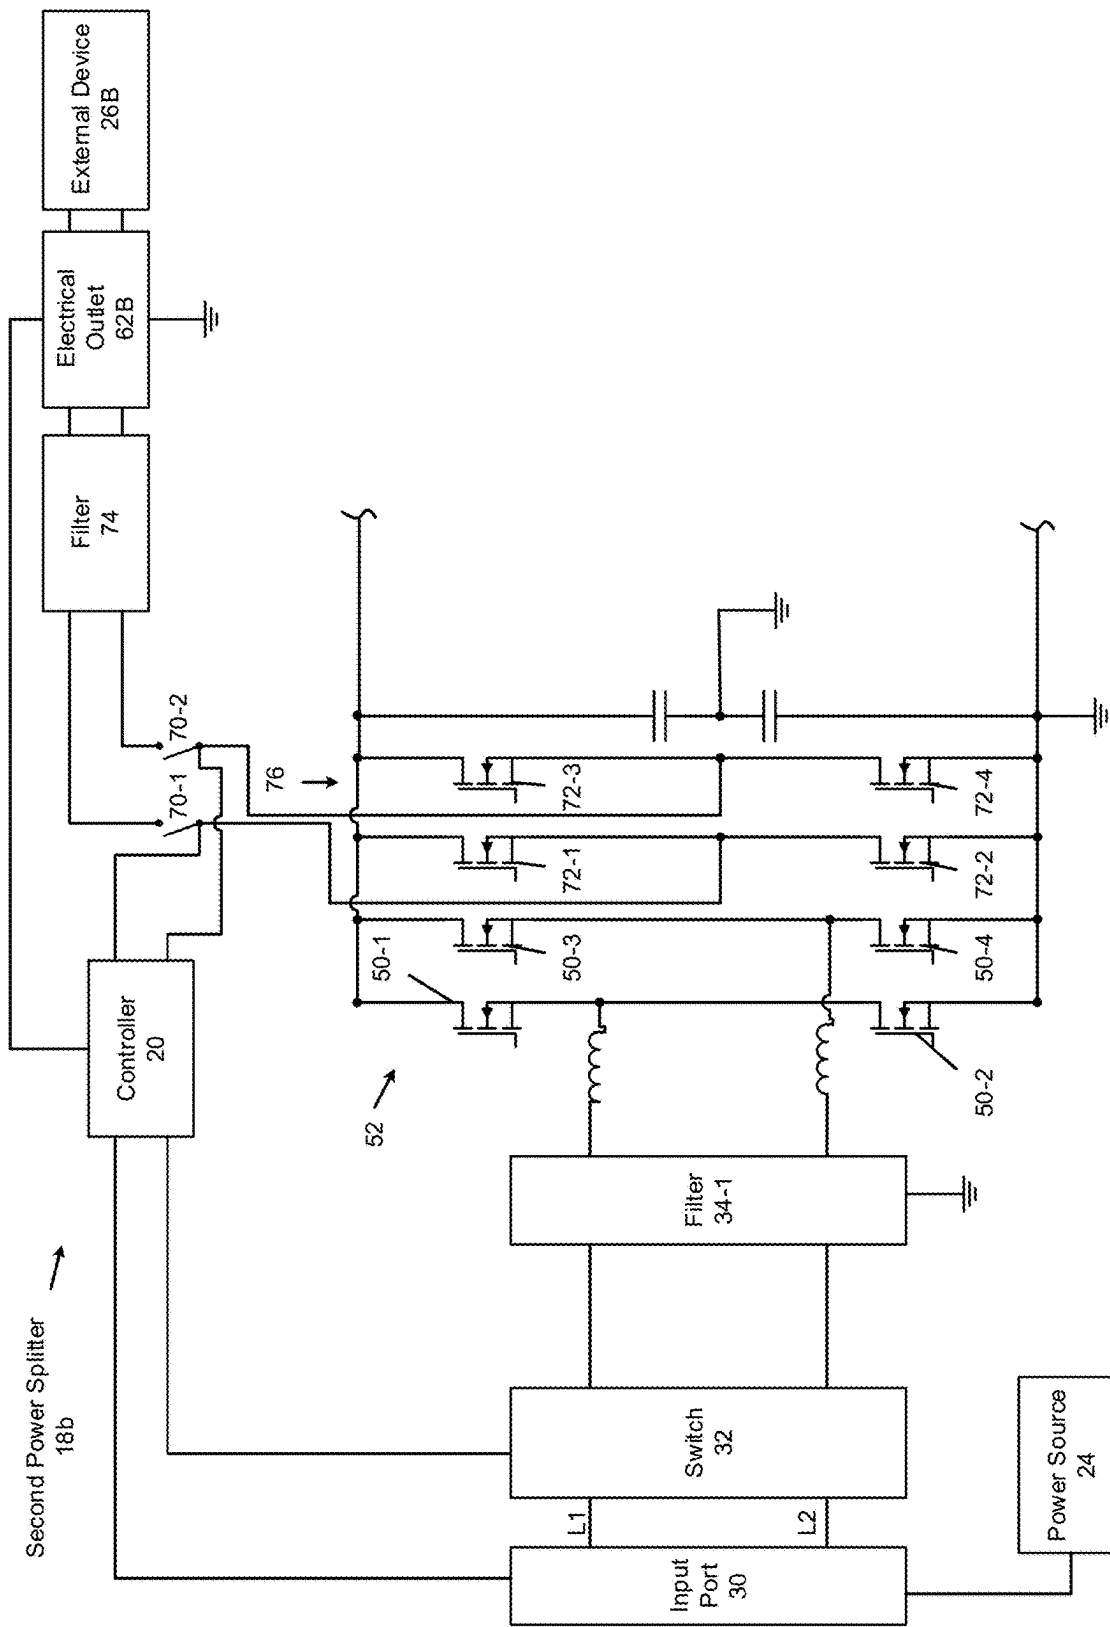 Second Power Splitter
18b
Controller
20
70-1
70-2
Filter
74
Electrical
Outlet
62B
External Device
26B
76
52
50-1
50-3
72-1
72-3
50-2
50-4
72-2
72-4
Input
Port
30
L1
L2
Switch
32
Filter
34-1
Power Source
24